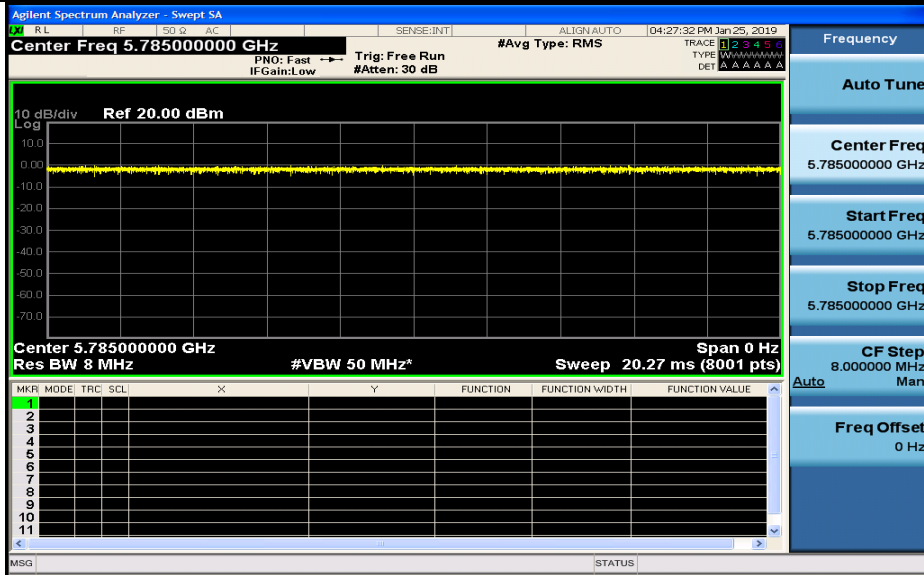 Agilent Spectrum Analyzer - Swept SA
LXI RL RF 50 Ω AC SENSE:INT ALIGN AUTO 04:27:32 PM Jan 25, 2019
Center Freq 5.785000000 GHz
PNO: Fast
IFGain:Low
Trig: Free Run
#Atten: 30 dB
#Avg Type: RMS
TRACE 1 2 3 4 5 6
TYPE WWWWWW
DET A A A A A A
10 dB/div Ref 20.00 dBm
Log
10.0
0.00
-10.0
-20.0
-30.0
-40.0
-50.0
-60.0
-70.0
Center 5.785000000 GHz Span 0 Hz
Res BW 8 MHz #VBW 50 MHz* Sweep 20.27 ms (8001 pts)
MKR MODE TRC SCL X Y FUNCTION FUNCTION WIDTH FUNCTION VALUE
1
2
3
4
5
6
7
8
9
10
11
MSG STATUS
Frequency
Auto Tune
Center Freq
5.785000000 GHz
Start Freq
5.785000000 GHz
Stop Freq
5.785000000 GHz
CF Step
8.000000 MHz
Auto Man
Freq Offset
0 Hz